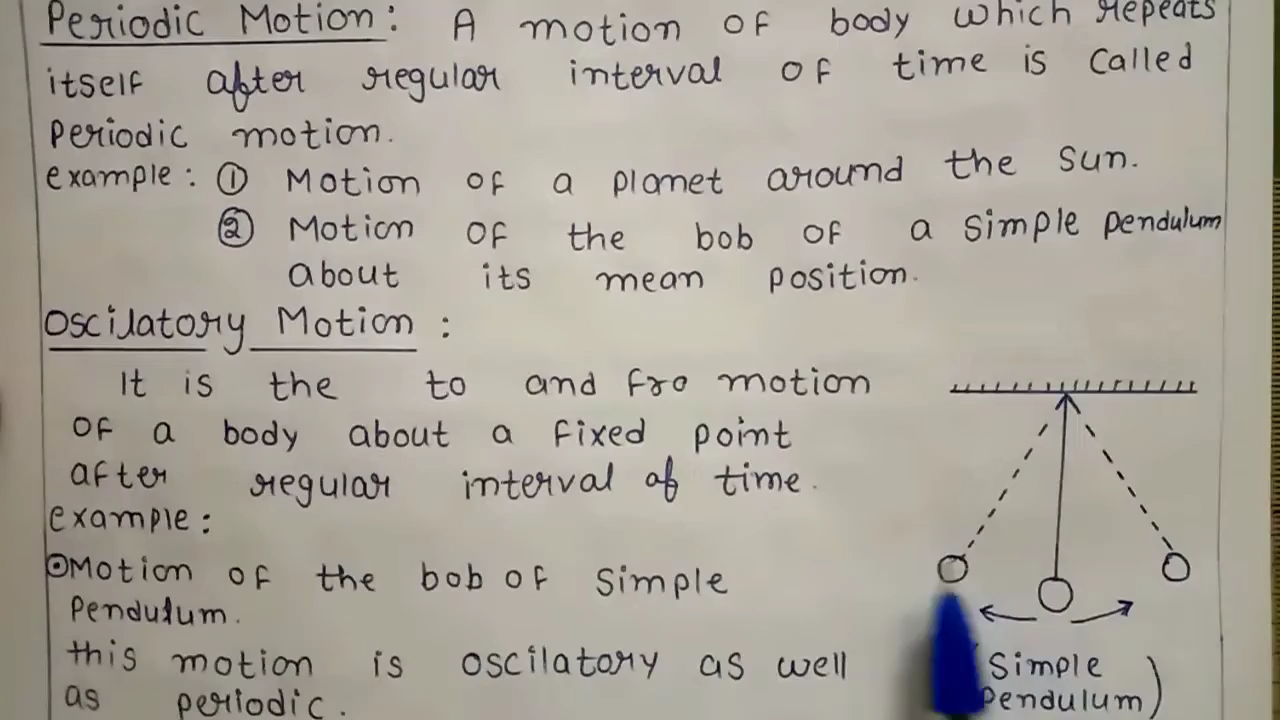 Periodic Motion: A motion of body which repeats
itself after regular interval of time is called
periodic motion.
example: ① Motion of a planet around the sun.
② Motion of the bob of a simple pendulum
about its mean position.
Oscilatory Motion :
It is the to and fro motion
of a body about a fixed point
after regular interval of time.
example:
⊙Motion of the bob of simple
Pendulum.
this motion is oscilatory as well
as periodic.
(Simple
Pendulum)